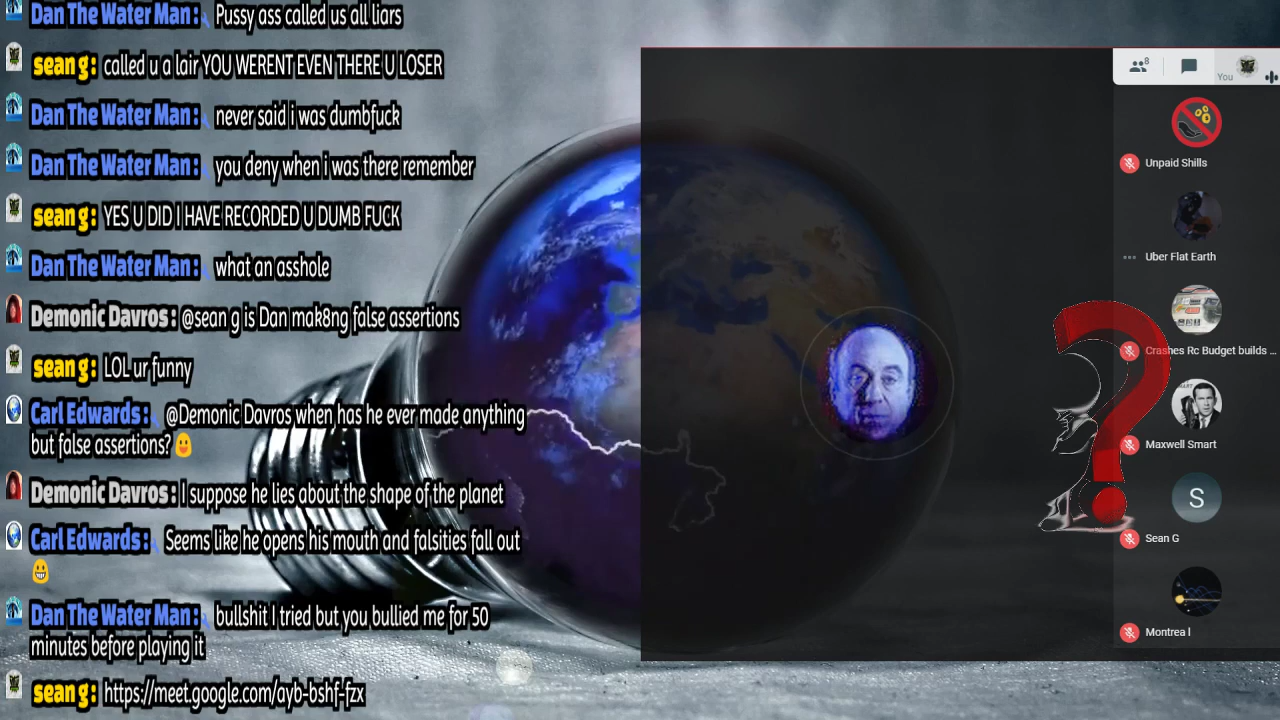 Dan The Water Man: Pussy ass called us all liars
sean g: called u a lair YOU WERENT EVEN THERE U LOSER
Dan The Water Man: never said i was dumbfuck
Dan The Water Man: you deny when i was there remember
sean g: YES U DID I HAVE RECORDED U DUMB FUCK
Dan The Water Man: what an asshole
Demonic Davros: @sean g is Dan mak8ng false assertions
sean g: LOL ur funny
Carl Edwards: @Demonic Davros when has he ever made anything
but false assertions? 😛
Demonic Davros: I suppose he lies about the shape of the planet
Carl Edwards: Seems like he opens his mouth and falsities fall out
😀
Dan The Water Man: bullshit I tried but you bullied me for 50
minutes before playing it
sean g: https://meet.google.com/ayb-bshf-fzx
8
You
Unpaid Shills
Uber Flat Earth
Crashes Rc Budget builds ...
Maxwell Smart
S
Sean G
Montrea l
?